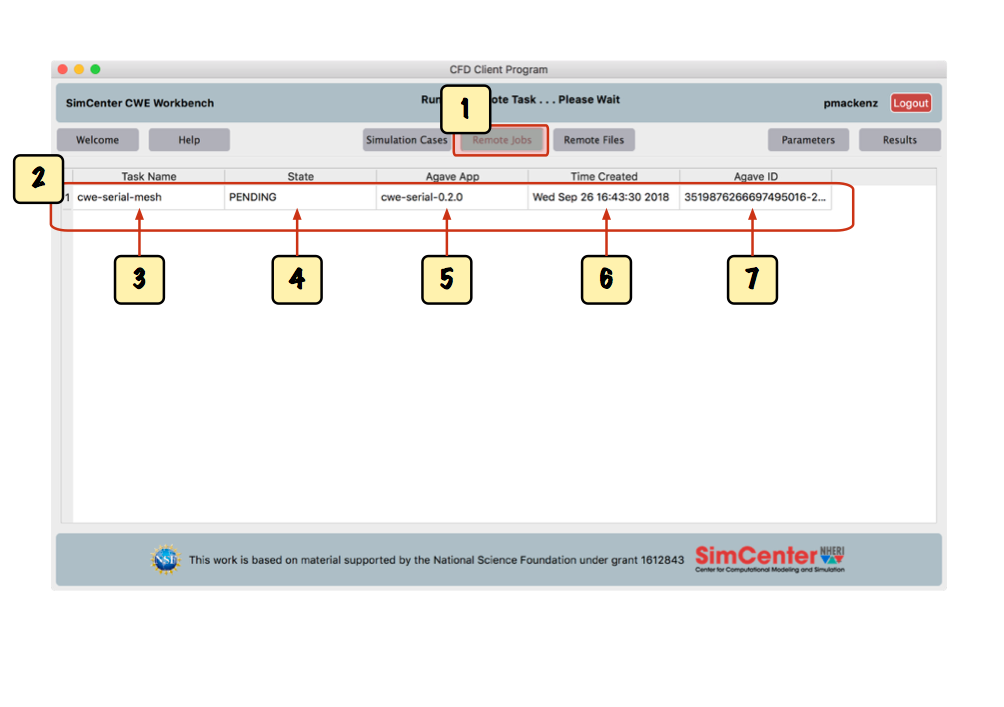 CFD Client Program
SimCenter CWE Workbench
Run ote Task . . . Please Wait
pmackenz
Logout
1
Welcome
Help
Simulation Cases
Remote Jobs
Remote Files
Parameters
Results
2
Task Name State Agave App Time Created Agave ID
1 cwe-serial-mesh PENDING cwe-serial-0.2.0 Wed Sep 26 16:43:30 2018 3519876266697495016-2...
3 4 5 6 7
NSF
This work is based on material supported by the National Science Foundation under grant 1612843
SimCenter NHERI
Center for Computational Modeling and Simulation